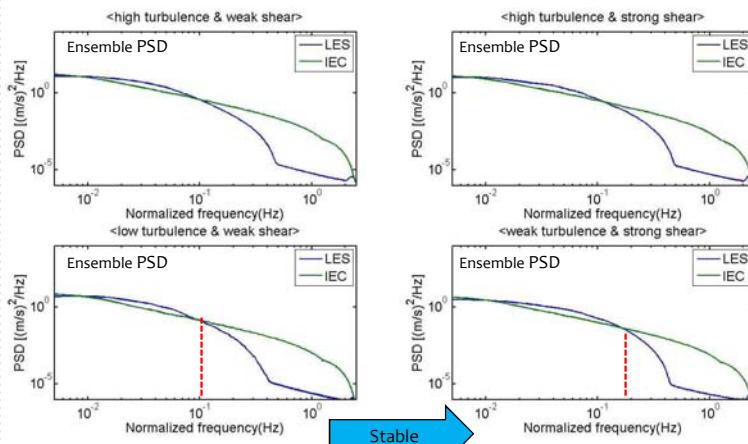 <high turbulence & weak shear>
Ensemble PSD
LES
IEC
PSD [(m/s)²/Hz]
10⁰
10⁻⁵
10⁻²
10⁻¹
10⁰
Normalized frequency(Hz)
<high turbulence & strong shear>
Ensemble PSD
LES
IEC
PSD [(m/s)²/Hz]
10⁰
10⁻⁵
10⁻²
10⁻¹
10⁰
Normalized frequency(Hz)
<low turbulence & weak shear>
Ensemble PSD
LES
IEC
PSD [(m/s)²/Hz]
10⁰
10⁻⁵
10⁻²
10⁻¹
10⁰
Normalized frequency(Hz)
<weak turbulence & strong shear>
Ensemble PSD
LES
IEC
PSD [(m/s)²/Hz]
10⁰
10⁻⁵
10⁻²
10⁻¹
10⁰
Normalized frequency(Hz)
Stable